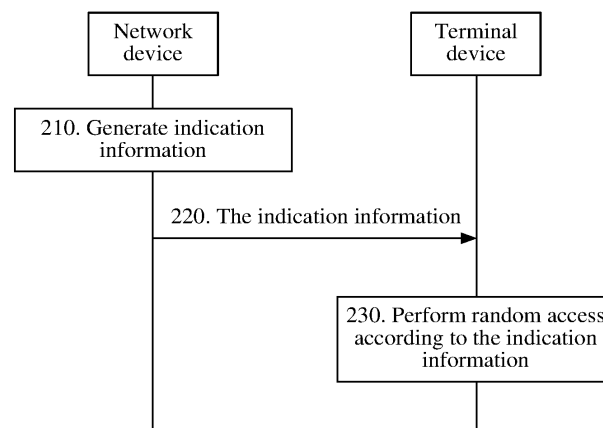 Network
device
Terminal
device
210. Generate indication
information
220. The indication information
230. Perform random access
according to the indication
information